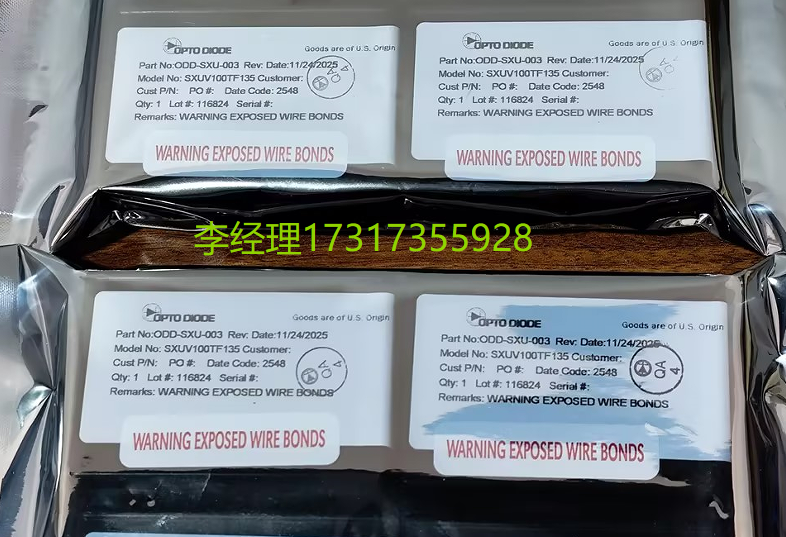 OPTO DIODE
Goods are of U.S. Origin
Part No:ODD-SXU-003 Rev: Date:11/24/2025
Model No: SXUV100TF135 Customer:
Cust P/N: PO #: Date Code: 2548
Qty: 1 Lot #: 116824 Serial #:
Remarks: WARNING EXPOSED WIRE BONDS
WARNING EXPOSED WIRE BONDS
OPTO DIODE
Goods are of U.S. Origin
Part No:ODD-SXU-003 Rev: Date:11/24/2025
Model No: SXUV100TF135 Customer:
Cust P/N: PO #: Date Code: 2548
Qty: 1 Lot #: 116824 Serial #:
Remarks: WARNING EXPOSED WIRE BONDS
WARNING EXPOSED WIRE BONDS
李经理17317355928
OPTO DIODE
Goods are of U.S. Origin
Part No:ODD-SXU-003 Rev: Date:11/24/2025
Model No: SXUV100TF135 Customer:
Cust P/N: PO #: Date Code: 2548
Qty: 1 Lot #: 116824 Serial #:
Remarks: WARNING EXPOSED WIRE BONDS
WARNING EXPOSED WIRE BONDS
OPTO DIODE
Goods are of U.S. Origin
Part No:ODD-SXU-003 Rev: Date:11/24/2025
Model No: SXUV100TF135 Customer:
Cust P/N: PO #: Date Code: 2548
Qty: 1 Lot #: 116824 Serial #:
Remarks: WARNING EXPOSED WIRE BONDS
QA
4
WARNING EXPOSED WIRE BONDS